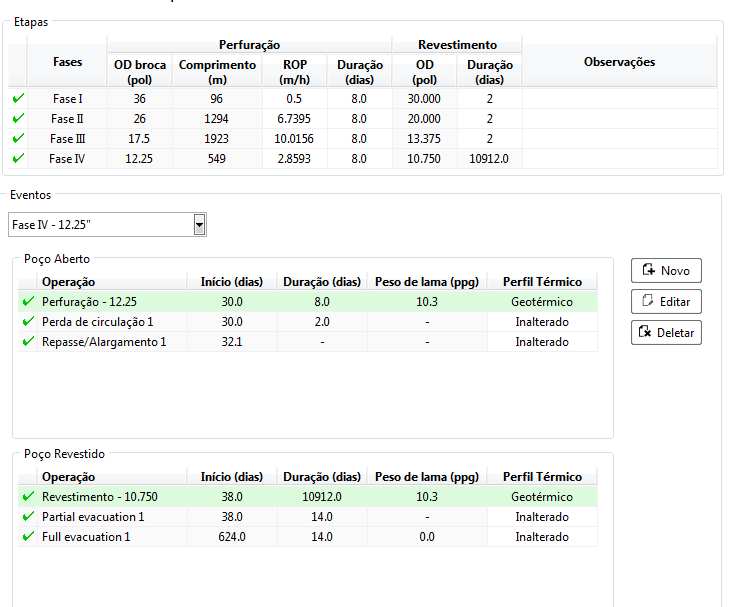 Etapas
Fases Perfuração Revestimento Observações
OD broca (pol) Comprimento (m) ROP (m/h) Duração (dias) OD (pol) Duração (dias)
Fase I 36 96 0.5 8.0 30.000 2
Fase II 26 1294 6.7395 8.0 20.000 2
Fase III 17.5 1923 10.0156 8.0 13.375 2
Fase IV 12.25 549 2.8593 8.0 10.750 10912.0
Eventos
Fase IV - 12.25"
Poço Aberto
Operação Início (dias) Duração (dias) Peso de lama (ppg) Perfil Térmico
Perfuração - 12.25 30.0 8.0 10.3 Geotérmico
Perda de circulação 1 30.0 2.0 - Inalterado
Repasse/Alargamento 1 32.1 - - Inalterado
Novo
Editar
Deletar
Poço Revestido
Operação Início (dias) Duração (dias) Peso de lama (ppg) Perfil Térmico
Revestimento - 10.750 38.0 10912.0 10.3 Geotérmico
Partial evacuation 1 38.0 14.0 - Inalterado
Full evacuation 1 624.0 14.0 0.0 Inalterado